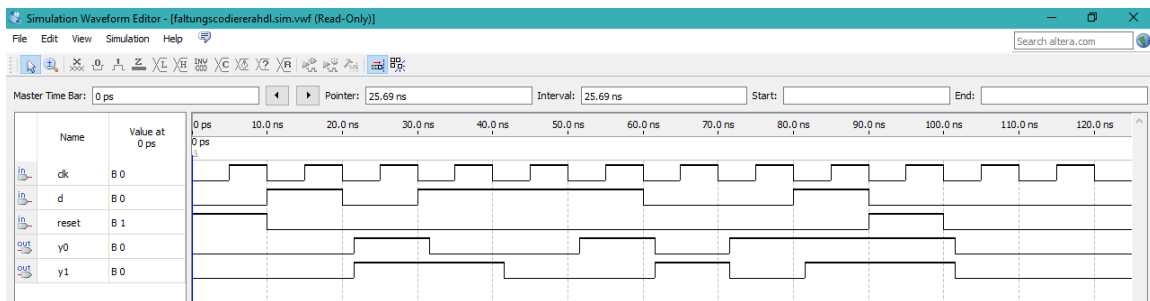 Simulation Waveform Editor - [faltungscodiererahdl.sim.vwf (Read-Only)]
File Edit View Simulation Help
Search altera.com
Master Time Bar: 0 ps Pointer: 25.69 ns Interval: 25.69 ns Start: End:
Name Value at 0 ps
0 ps 10.0 ns 20.0 ns 30.0 ns 40.0 ns 50.0 ns 60.0 ns 70.0 ns 80.0 ns 90.0 ns 100.0 ns 110.0 ns 120.0 ns
0 ps
in clk B 0
in d B 0
in reset B 1
out y0 B 0
out y1 B 0